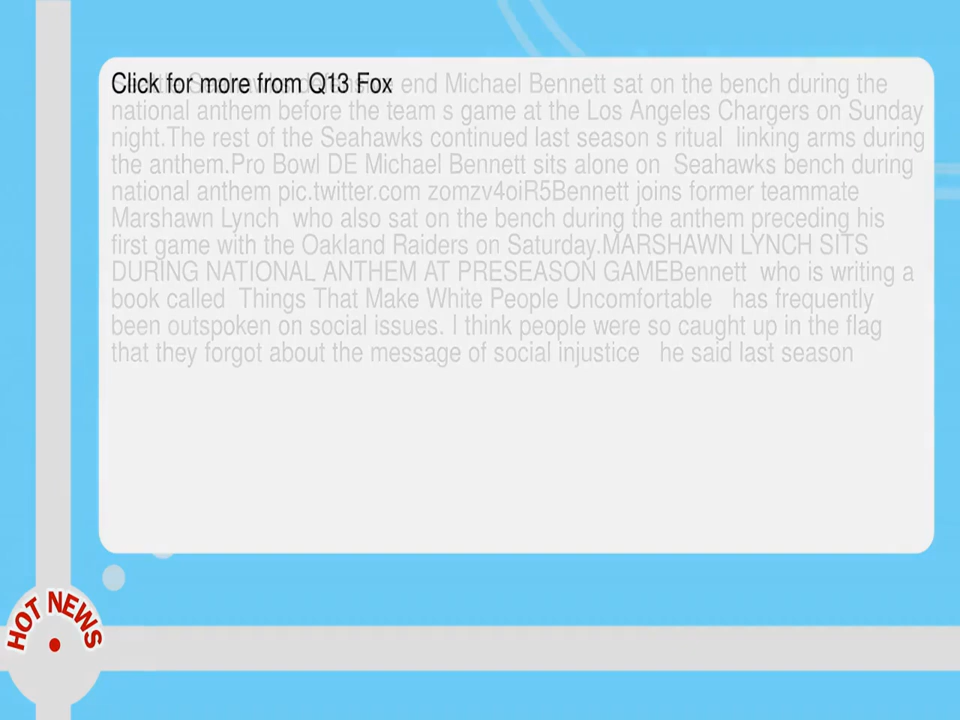 Click for more from Q13 Fox
end Michael Bennett sat on the bench during the
national anthem before the team s game at the Los Angeles Chargers on Sunday
night.The rest of the Seahawks continued last season s ritual linking arms during
the anthem.Pro Bowl DE Michael Bennett sits alone on Seahawks bench during
national anthem pic.twitter.com zomzv4oiR5Bennett joins former teammate
Marshawn Lynch who also sat on the bench during the anthem preceding his
first game with the Oakland Raiders on Saturday.MARSHAWN LYNCH SITS
DURING NATIONAL ANTHEM AT PRESEASON GAMEBennett who is writing a
book called Things That Make White People Uncomfortable has frequently
been outspoken on social issues. I think people were so caught up in the flag
that they forgot about the message of social injustice he said last season
HOT NEWS